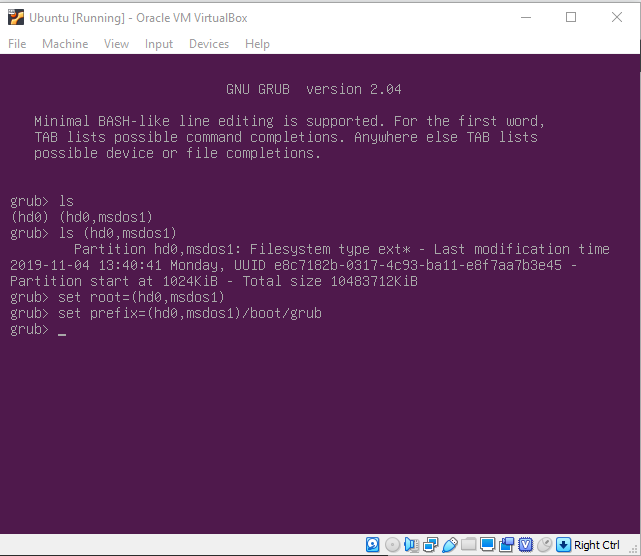 Ubuntu [Running] - Oracle VM VirtualBox
File Machine View Input Devices Help
GNU GRUB version 2.04
Minimal BASH-like line editing is supported. For the first word,
TAB lists possible command completions. Anywhere else TAB lists
possible device or file completions.
grub> ls
(hd0) (hd0,msdos1)
grub> ls (hd0,msdos1)
Partition hd0,msdos1: Filesystem type ext* - Last modification time
2019-11-04 13:40:41 Monday, UUID e8c7182b-0317-4c93-ba11-e8f7aa7b3e45 -
Partition start at 1024KiB - Total size 10483712KiB
grub> set root=(hd0,msdos1)
grub> set prefix=(hd0,msdos1)/boot/grub
grub> _
Right Ctrl